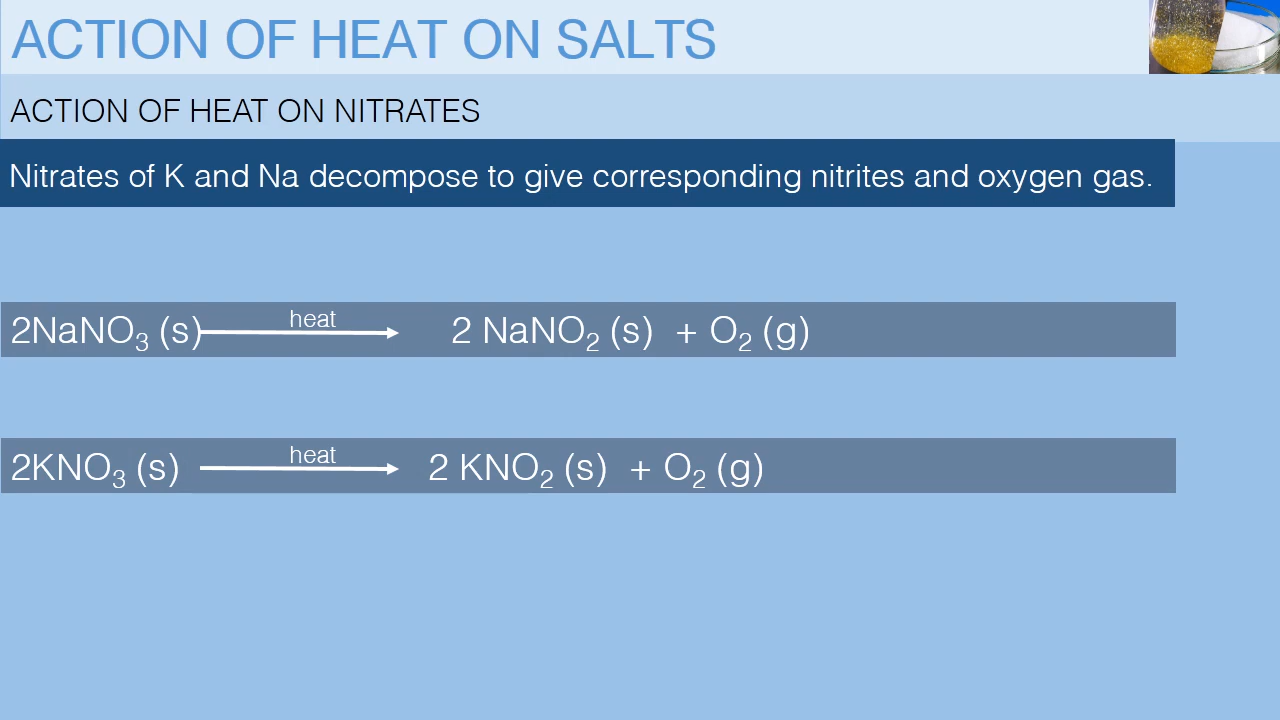 ACTION OF HEAT ON SALTS
ACTION OF HEAT ON NITRATES
Nitrates of K and Na decompose to give corresponding nitrites and oxygen gas.
heat
2NaNO₃ (s) ⟶ 2 NaNO₂ (s) + O₂ (g)
heat
2KNO₃ (s) ⟶ 2 KNO₂ (s) + O₂ (g)